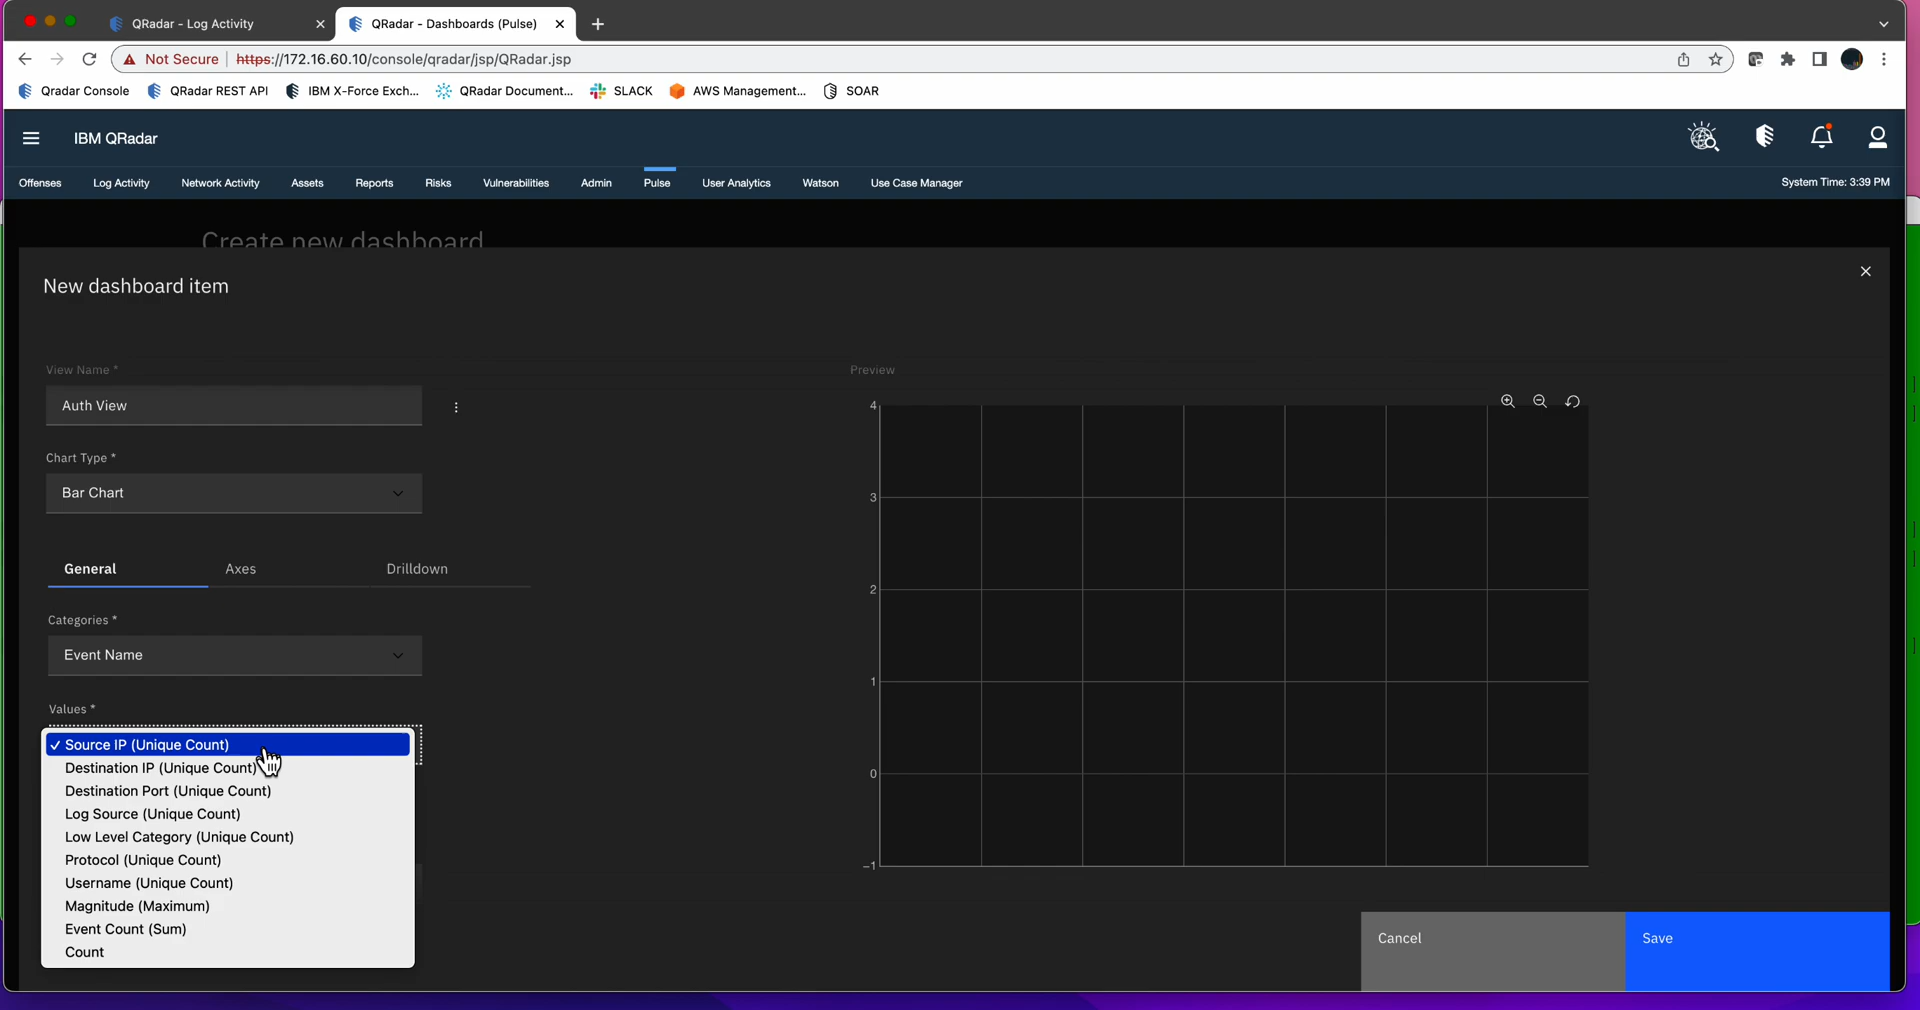 QRadar - Log Activity
QRadar - Dashboards (Pulse)
Not Secure
https://172.16.60.10/console/qradar/jsp/QRadar.jsp
Qradar Console
QRadar REST API
IBM X-Force Exch...
QRadar Document...
SLACK
AWS Management...
SOAR
IBM QRadar
Offenses
Log Activity
Network Activity
Assets
Reports
Risks
Vulnerabilities
Admin
Pulse
User Analytics
Watson
Use Case Manager
System Time: 3:39 PM
Create new dashboard
New dashboard item
View Name *
Auth View
Chart Type *
Bar Chart
General
Axes
Drilldown
Categories *
Event Name
Values *
Source IP (Unique Count)
Destination IP (Unique Count)
Destination Port (Unique Count)
Log Source (Unique Count)
Low Level Category (Unique Count)
Protocol (Unique Count)
Username (Unique Count)
Magnitude (Maximum)
Event Count (Sum)
Count
Preview
4
3
2
1
0
-1
Cancel
Save